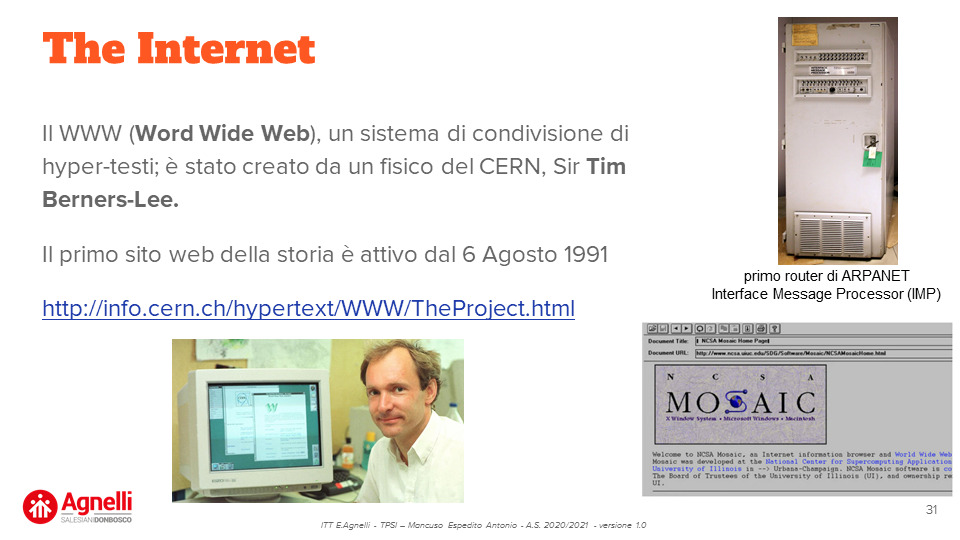 The Internet
Il WWW (Word Wide Web), un sistema di condivisione di
hyper-testi; è stato creato da un fisico del CERN, Sir Tim
Berners-Lee.
Il primo sito web della storia è attivo dal 6 Agosto 1991
http://info.cern.ch/hypertext/WWW/TheProject.html
primo router di ARPANET
Interface Message Processor (IMP)
Document Title: NCSA Mosaic Home Page
Document URL: http://www.ncsa.uiuc.edu/SDG/Software/Mosaic/NCSAMosaicHome.html
N C S A
MOSAIC
X Window System • Microsoft Windows • Macintosh
Welcome to NCSA Mosaic, an Internet information browser and World Wide Web
Mosaic was developed at the National Center for Supercomputing Application
University of Illinois in --> Urbana-Champaign. NCSA Mosaic software is co
The Board of Trustees of the University of Illinois (UI), and ownership re
UI.
Agnelli
SALESIANIDONBOSCO
ITT E.Agnelli - TPSI – Mancuso Espedito Antonio - A.S. 2020/2021 - versione 1.0
31